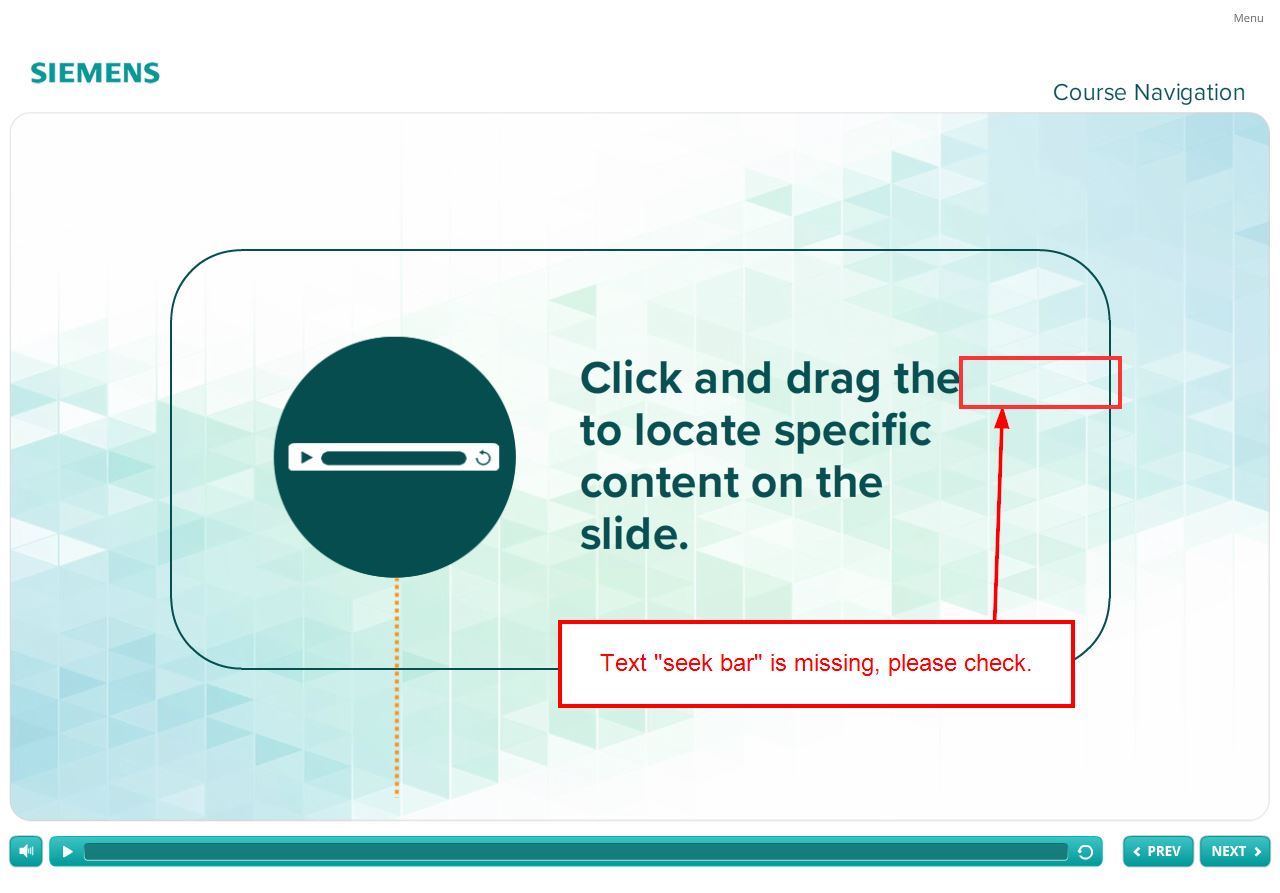 Menu
SIEMENS
Course Navigation
Click and drag the
to locate specific
content on the
slide.
Text "seek bar" is missing, please check.
PREV
NEXT